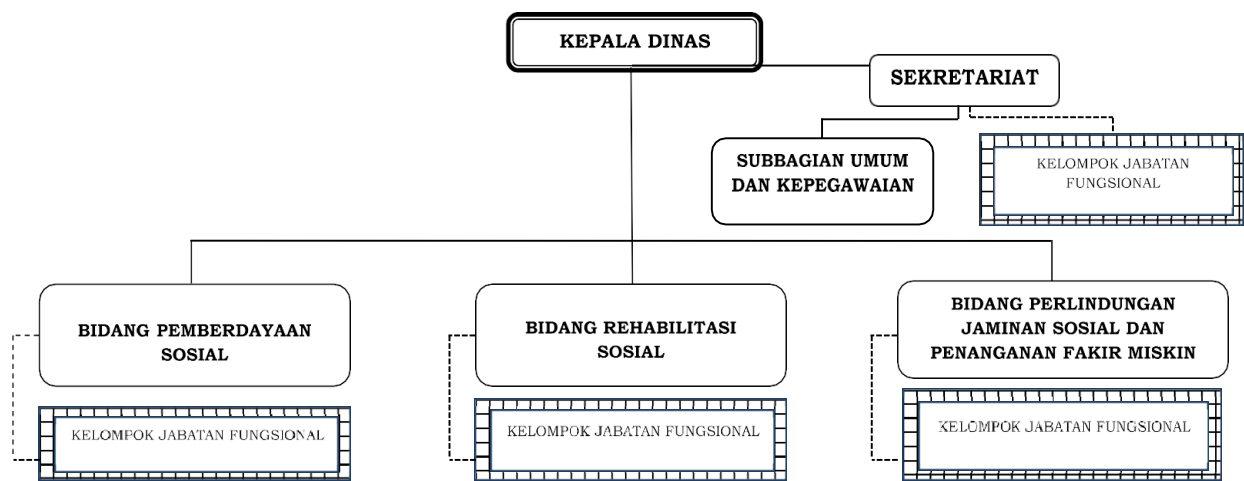 KEPALA DINAS
SEKRETARIAT
SUBBAGIAN UMUM
DAN KEPEGAWAIAN
KELOMPOK JABATAN
FUNGSIONAL
BIDANG PEMBERDAYAAN
SOSIAL
BIDANG REHABILITASI
SOSIAL
BIDANG PERLINDUNGAN
JAMINAN SOSIAL DAN
PENANGANAN FAKIR MISKIN
KELOMPOK JABATAN FUNGSIONAL
KELOMPOK JABATAN FUNGSIONAL
KELOMPOK JABATAN FUNGSIONAL